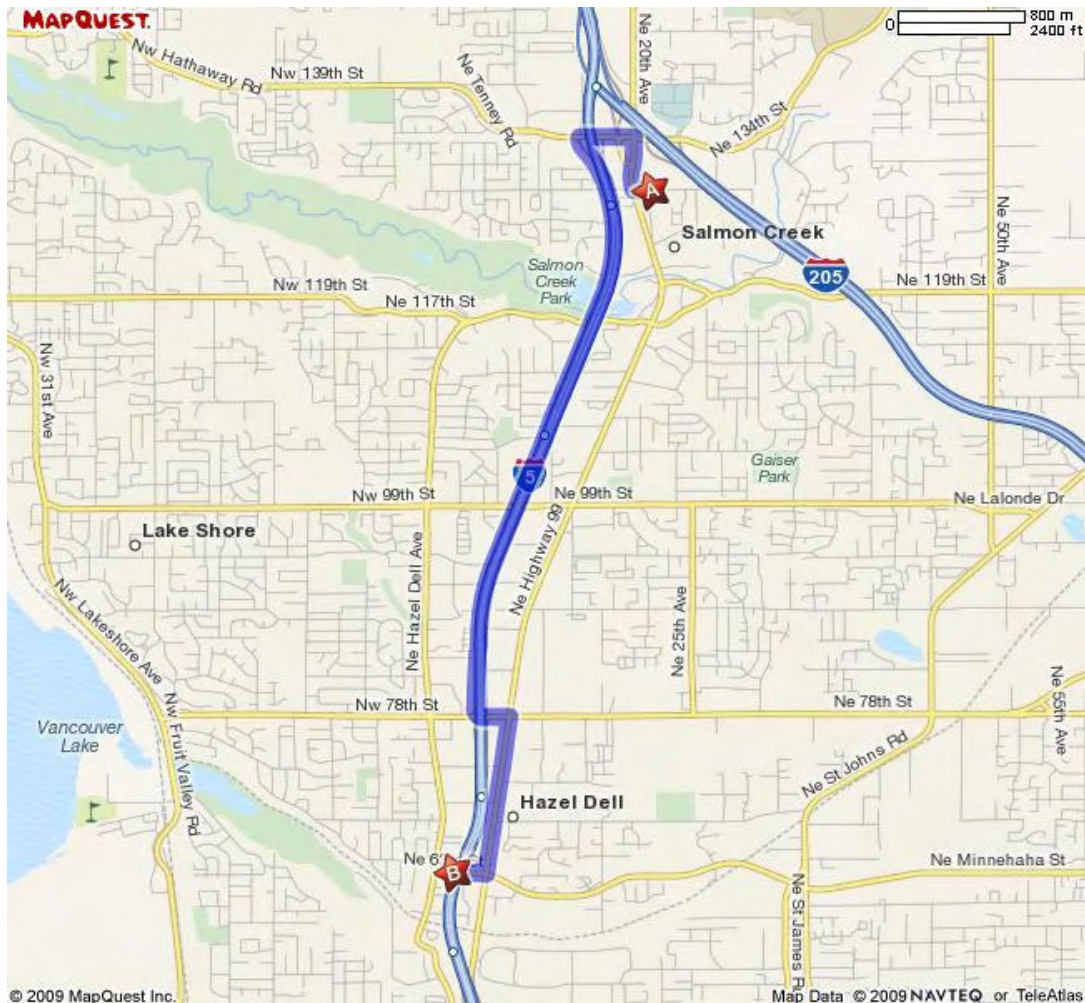 MAPQUEST.
0
800 m
2400 ft
Nw Hathaway Rd
Nw 139th St
Ne Tenney Rd
Ne 20th Ave
Ne 134th St
A
Salmon Creek
Ne 50th Ave
Salmon
Creek
Park
205
Nw 119th St
Ne 117th St
Ne 119th St
Nw 31st Ave
5
Gaiser
Park
Nw 99th St
Ne 99th St
Ne Lalonde Dr
Lake Shore
Ne Hazel Dell Ave
Ne Highway 99
Ne 25th Ave
Nw Lakeshore Ave
Nw 78th St
Ne 78th St
Ne 55th Ave
Vancouver
Lake
Nw Fruit Valley Rd
Ne St Johns Rd
Hazel Dell
B
Ne Minnehaha St
Ne St James
© 2009 MapQuest Inc.
Map Data © 2009 NAVTEQ or TeleAtlas